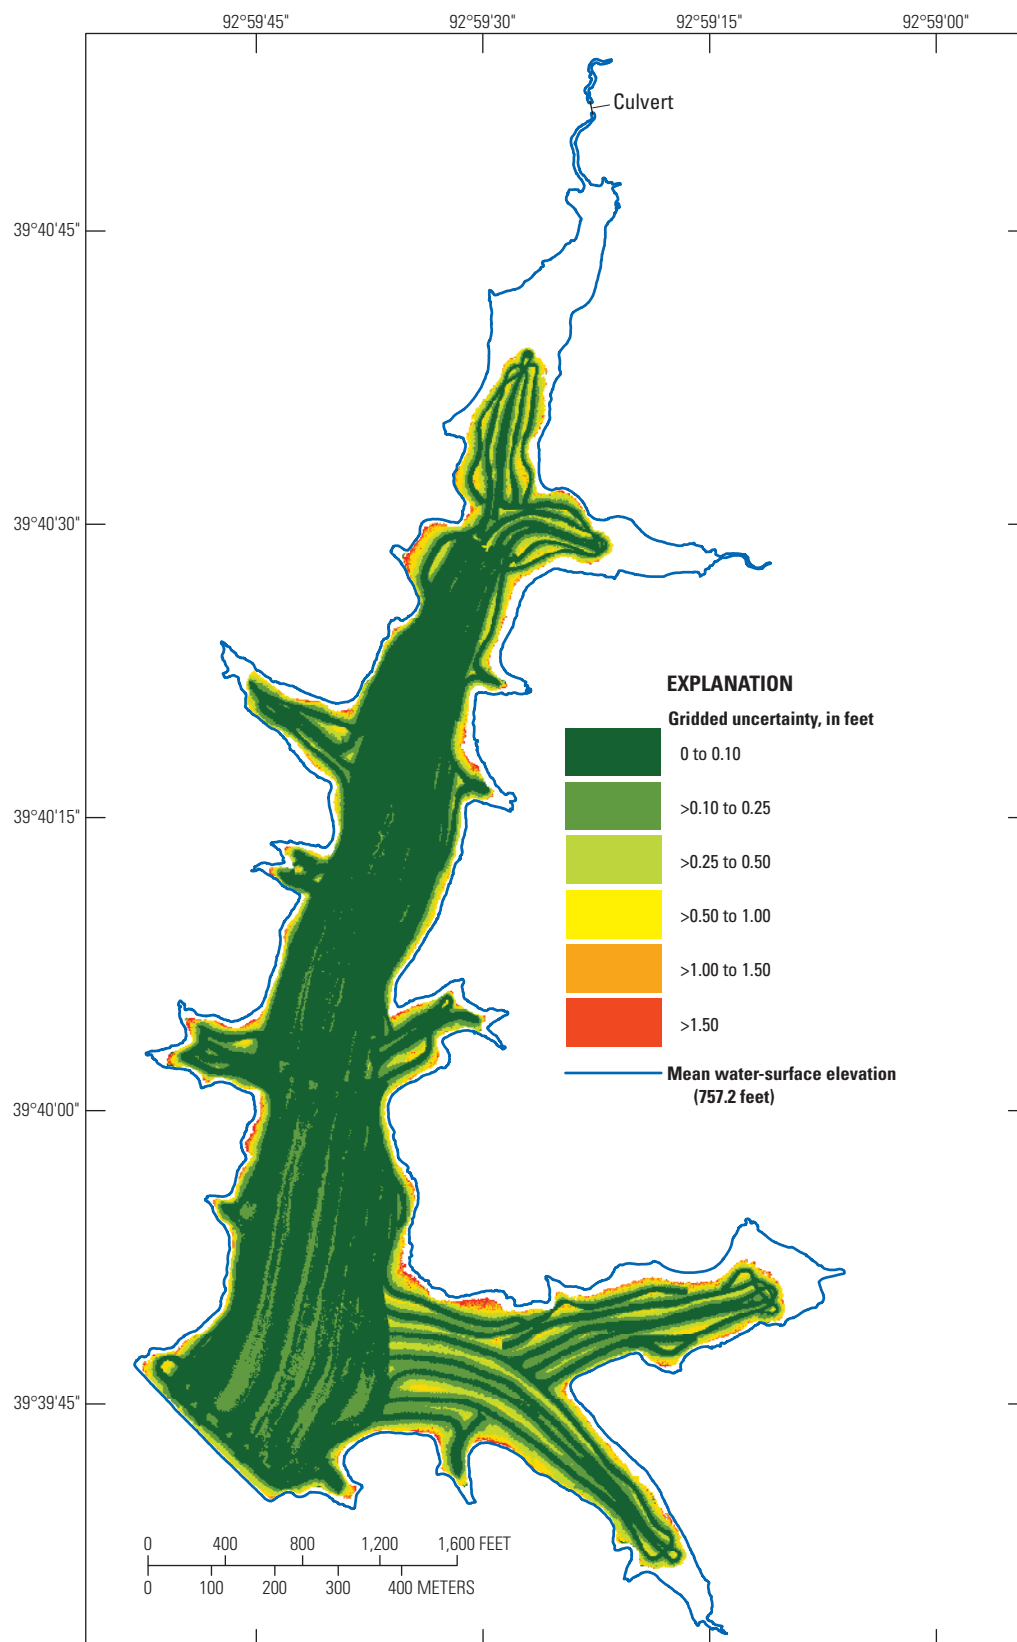 92°59'45"
92°59'30"
92°59'15"
92°59'00"
Culvert
39°40'45"
39°40'30"
EXPLANATION
Gridded uncertainty, in feet
0 to 0.10
>0.10 to 0.25
39°40'15"
>0.25 to 0.50
>0.50 to 1.00
>1.00 to 1.50
>1.50
Mean water-surface elevation
(757.2 feet)
39°40'00"
39°39'45"
0 400 800 1,200 1,600 FEET
0 100 200 300 400 METERS